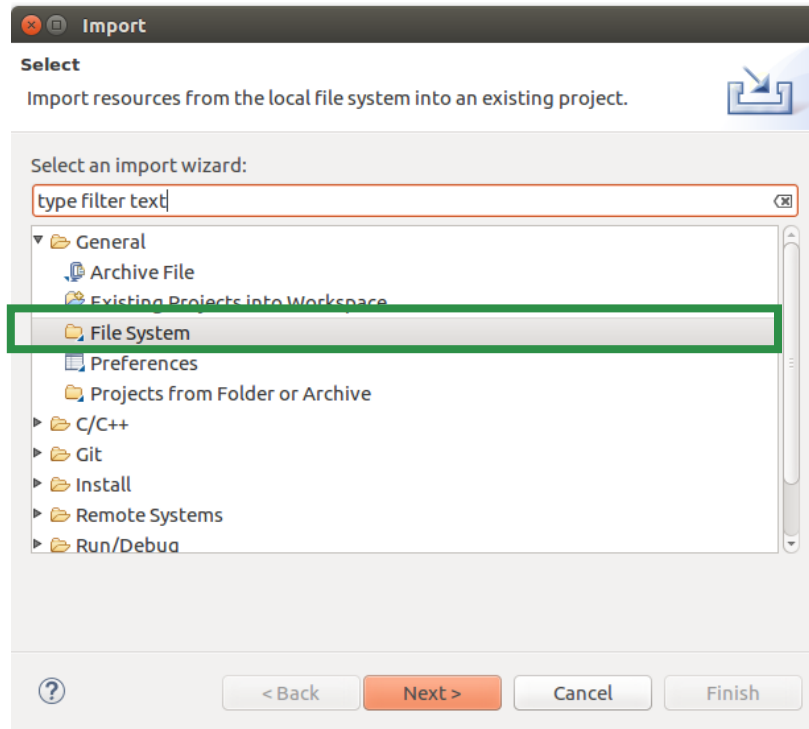 Import
Select
Import resources from the local file system into an existing project.
Select an import wizard:
type filter text
General
Archive File
Existing Projects into Workspace
File System
Preferences
Projects from Folder or Archive
C/C++
Git
Install
Remote Systems
Run/Debug
?
< Back Next > Cancel Finish